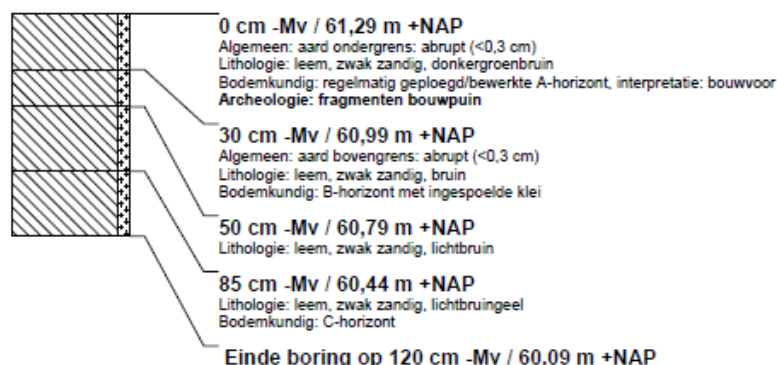 0 cm -Mv / 61,29 m +NAP
Algemeen: aard ondergrens: abrupt (<0,3 cm)
Lithologie: leem, zwak zandig, donkergroenbruin
Bodemkundig: regelmatig geploegd/bewerkte A-horizont, interpretatie: bouwvoor
Archeologie: fragmenten bouwpuin
30 cm -Mv / 60,99 m +NAP
Algemeen: aard bovengrens: abrupt (<0,3 cm)
Lithologie: leem, zwak zandig, bruin
Bodemkundig: B-horizont met ingespoelde klei
50 cm -Mv / 60,79 m +NAP
Lithologie: leem, zwak zandig, lichtbruin
85 cm -Mv / 60,44 m +NAP
Lithologie: leem, zwak zandig, lichtbruingeel
Bodemkundig: C-horizont
Einde boring op 120 cm -Mv / 60.09 m +NAP